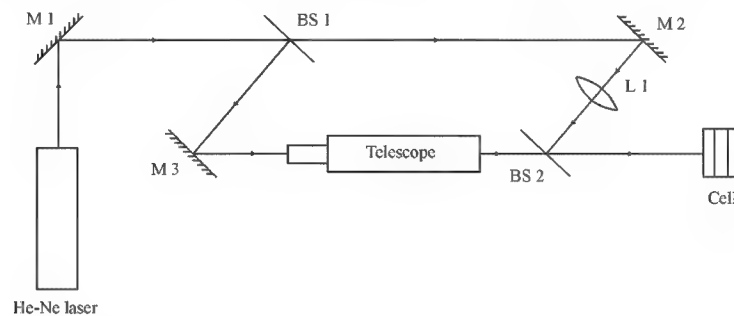 M 1
BS 1
M 2
L 1
Telescope
M 3
BS 2
Cell
He-Ne laser